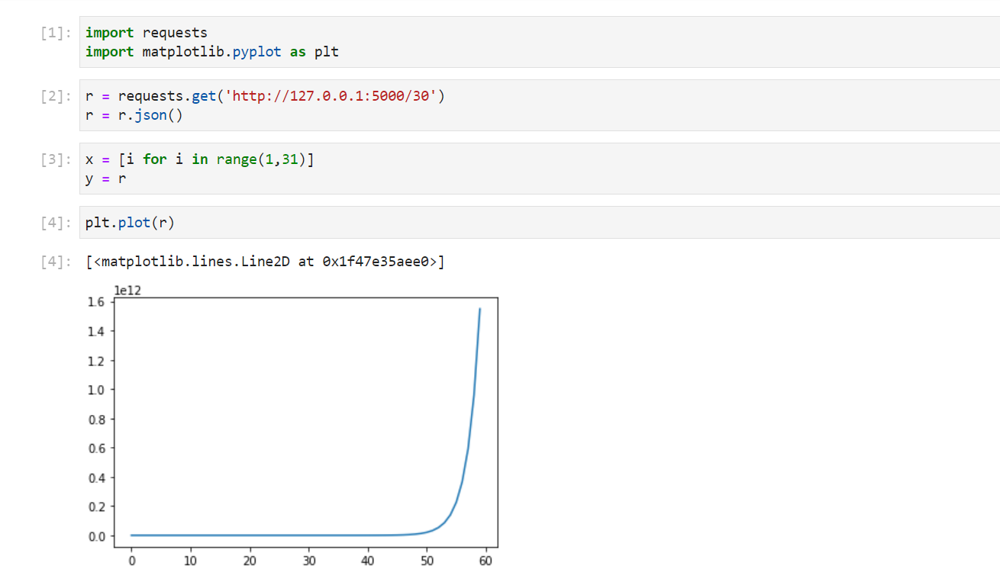 [1]: import requests
import matplotlib.pyplot as plt
[2]: r = requests.get('http://127.0.0.1:5000/30')
r = r.json()
[3]: x = [i for i in range(1,31)]
y = r
[4]: plt.plot(r)
[4]: [<matplotlib.lines.Line2D at 0x1f47e35aee0>]
1e12
1.6
1.4
1.2
1.0
0.8
0.6
0.4
0.2
0.0
0 10 20 30 40 50 60